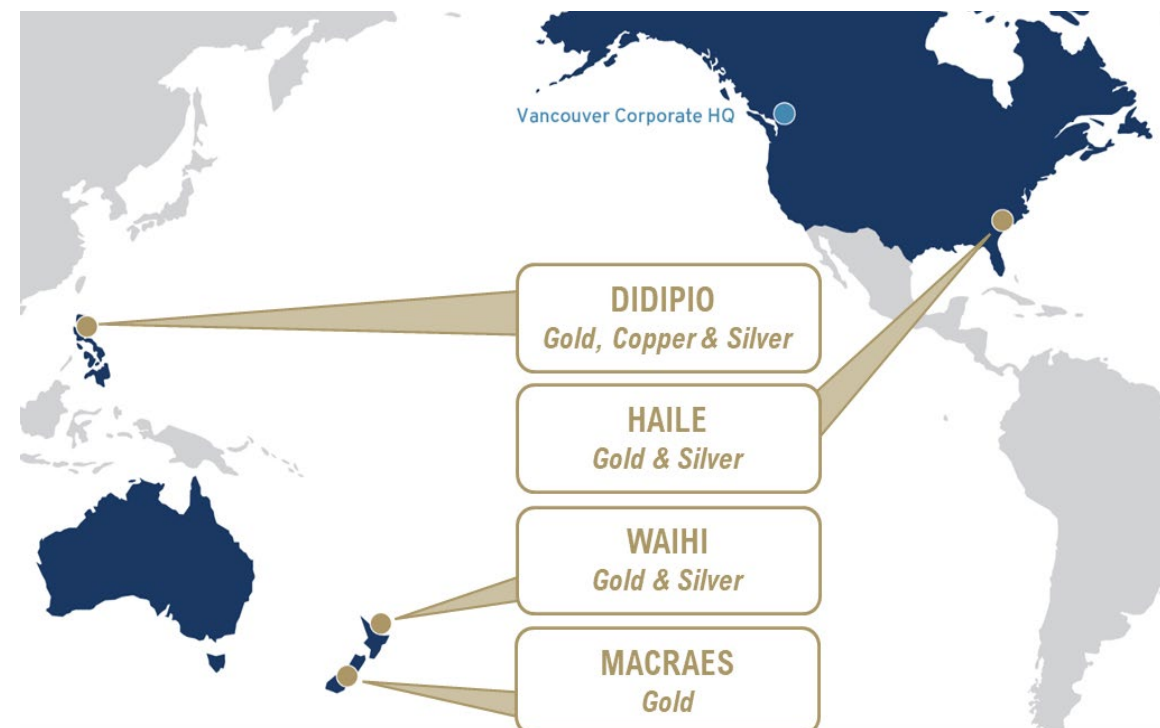 Vancouver Corporate HQ
DIDIPIO
Gold, Copper & Silver
HAILE
Gold & Silver
WAIHI
Gold & Silver
MACRAES
Gold